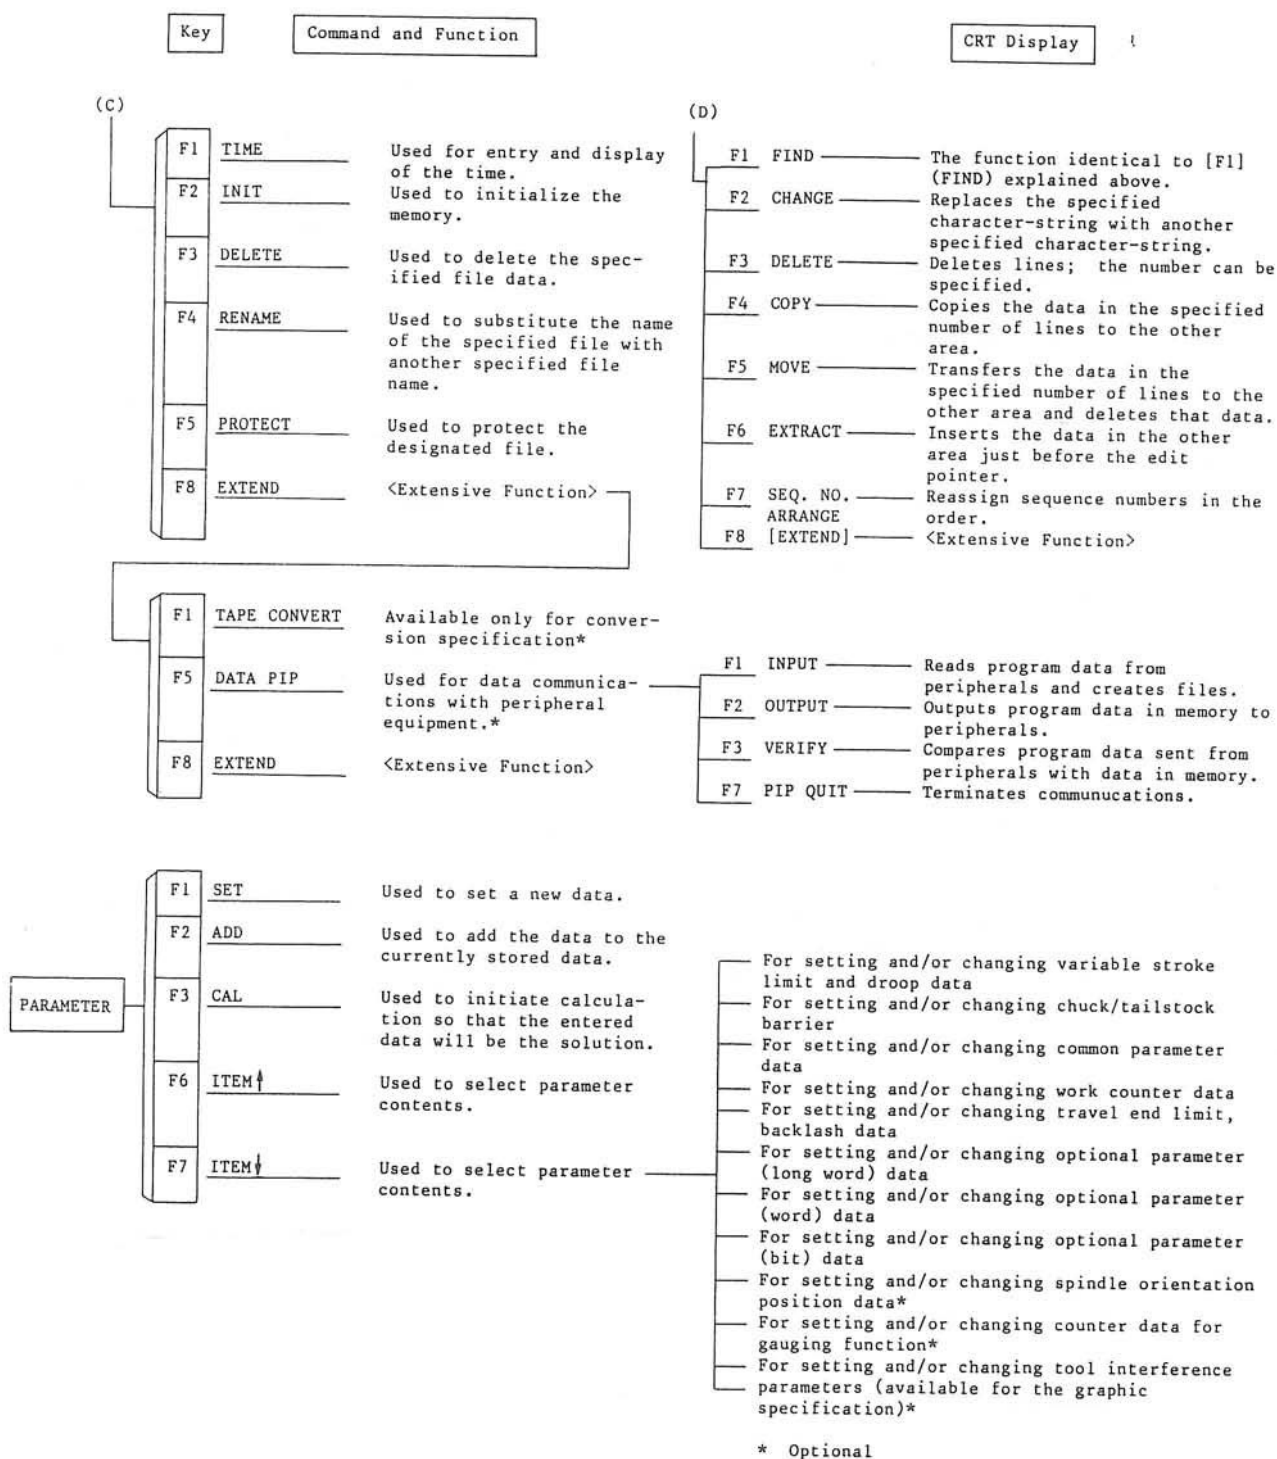 Key
Command and Function
CRT Display
(C)
F1 TIME Used for entry and display
of the time.
F2 INIT Used to initialize the
memory.
F3 DELETE Used to delete the spec-
ified file data.
F4 RENAME Used to substitute the name
of the specified file with
another specified file
name.
F5 PROTECT Used to protect the
designated file.
F8 EXTEND <Extensive Function>
(D)
F1 FIND The function identical to [F1]
(FIND) explained above.
F2 CHANGE Replaces the specified
character-string with another
specified character-string.
F3 DELETE Deletes lines; the number can be
specified.
F4 COPY Copies the data in the specified
number of lines to the other
area.
F5 MOVE Transfers the data in the
specified number of lines to the
other area and deletes that data.
F6 EXTRACT Inserts the data in the other
area just before the edit
pointer.
F7 SEQ. NO. Reassign sequence numbers in the
ARRANGE order.
F8 [EXTEND] <Extensive Function>
F1 TAPE CONVERT Available only for conver-
sion specification*
F5 DATA PIP Used for data communica-
tions with peripheral
equipment.*
F8 EXTEND <Extensive Function>
F1 INPUT Reads program data from
peripherals and creates files.
F2 OUTPUT Outputs program data in memory to
peripherals.
F3 VERIFY Compares program data sent from
peripherals with data in memory.
F7 PIP QUIT Terminates communucations.
PARAMETER
F1 SET Used to set a new data.
F2 ADD Used to add the data to the
currently stored data.
F3 CAL Used to initiate calcula-
tion so that the entered
data will be the solution.
F6 ITEM↑ Used to select parameter
contents.
F7 ITEM↓ Used to select parameter
contents.
For setting and/or changing variable stroke
limit and droop data
For setting and/or changing chuck/tailstock
barrier
For setting and/or changing common parameter
data
For setting and/or changing work counter data
For setting and/or changing travel end limit,
backlash data
For setting and/or changing optional parameter
(long word) data
For setting and/or changing optional parameter
(word) data
For setting and/or changing optional parameter
(bit) data
For setting and/or changing spindle orientation
position data*
For setting and/or changing counter data for
gauging function*
For setting and/or changing tool interference
parameters (available for the graphic
specification)*
* Optional